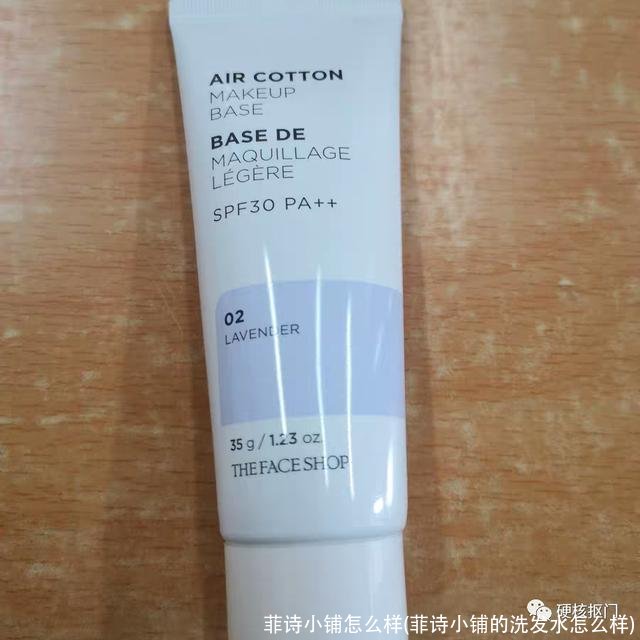 AIR COTTON
MAKEUP
BASE
BASE DE
MAQUILLAGE
LÉGÈRE
SPF30 PA++
02
LAVENDER
35 g / 1.23 oz.
THE FACE SHOP
硬核抠门
菲诗小铺怎么样(菲诗小铺的洗发水怎么样)